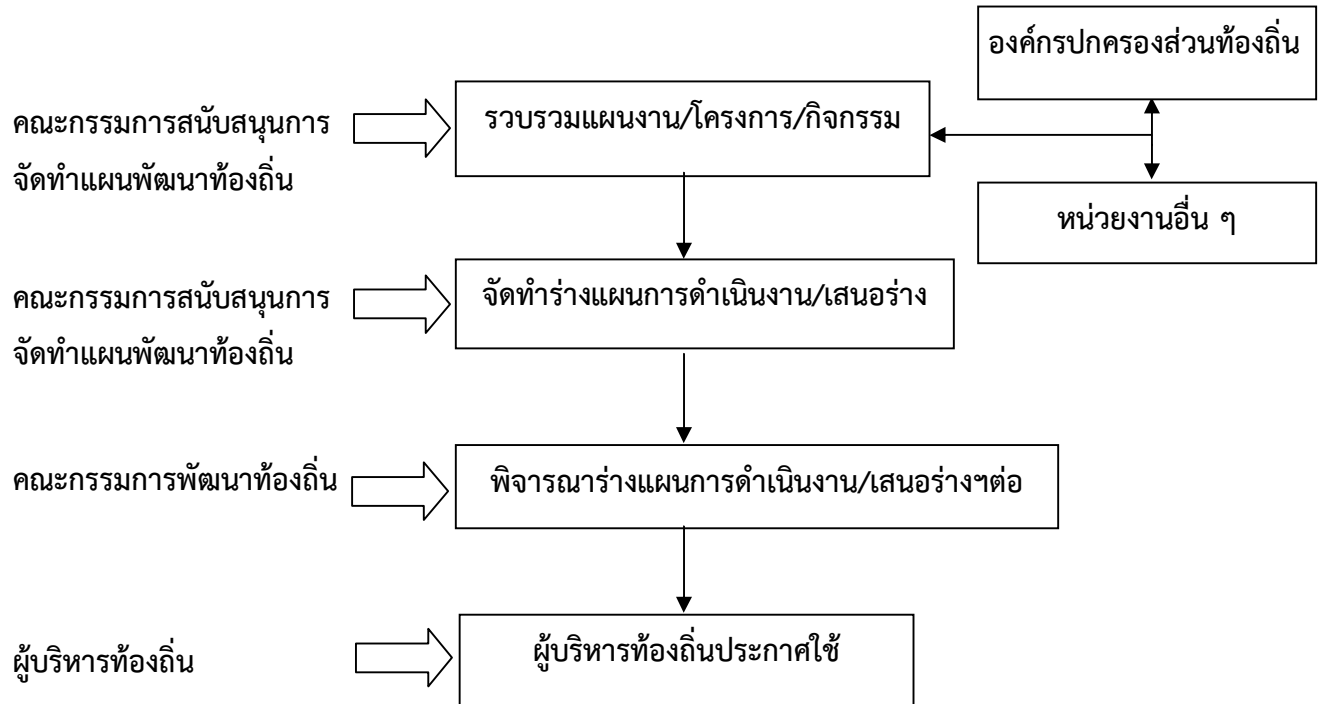 องค์กรปกครองส่วนท้องถิ่น
คณะกรรมการสนับสนุนการ
จัดทำแผนพัฒนาท้องถิ่น
รวบรวมแผนงาน/โครงการ/กิจกรรม
หน่วยงานอื่น ๆ
คณะกรรมการสนับสนุนการ
จัดทำแผนพัฒนาท้องถิ่น
จัดทำร่างแผนการดำเนินงาน/เสนอร่าง
คณะกรรมการพัฒนาท้องถิ่น
พิจารณาร่างแผนการดำเนินงาน/เสนอร่างฯต่อ
ผู้บริหารท้องถิ่น
ผู้บริหารท้องถิ่นประกาศใช้